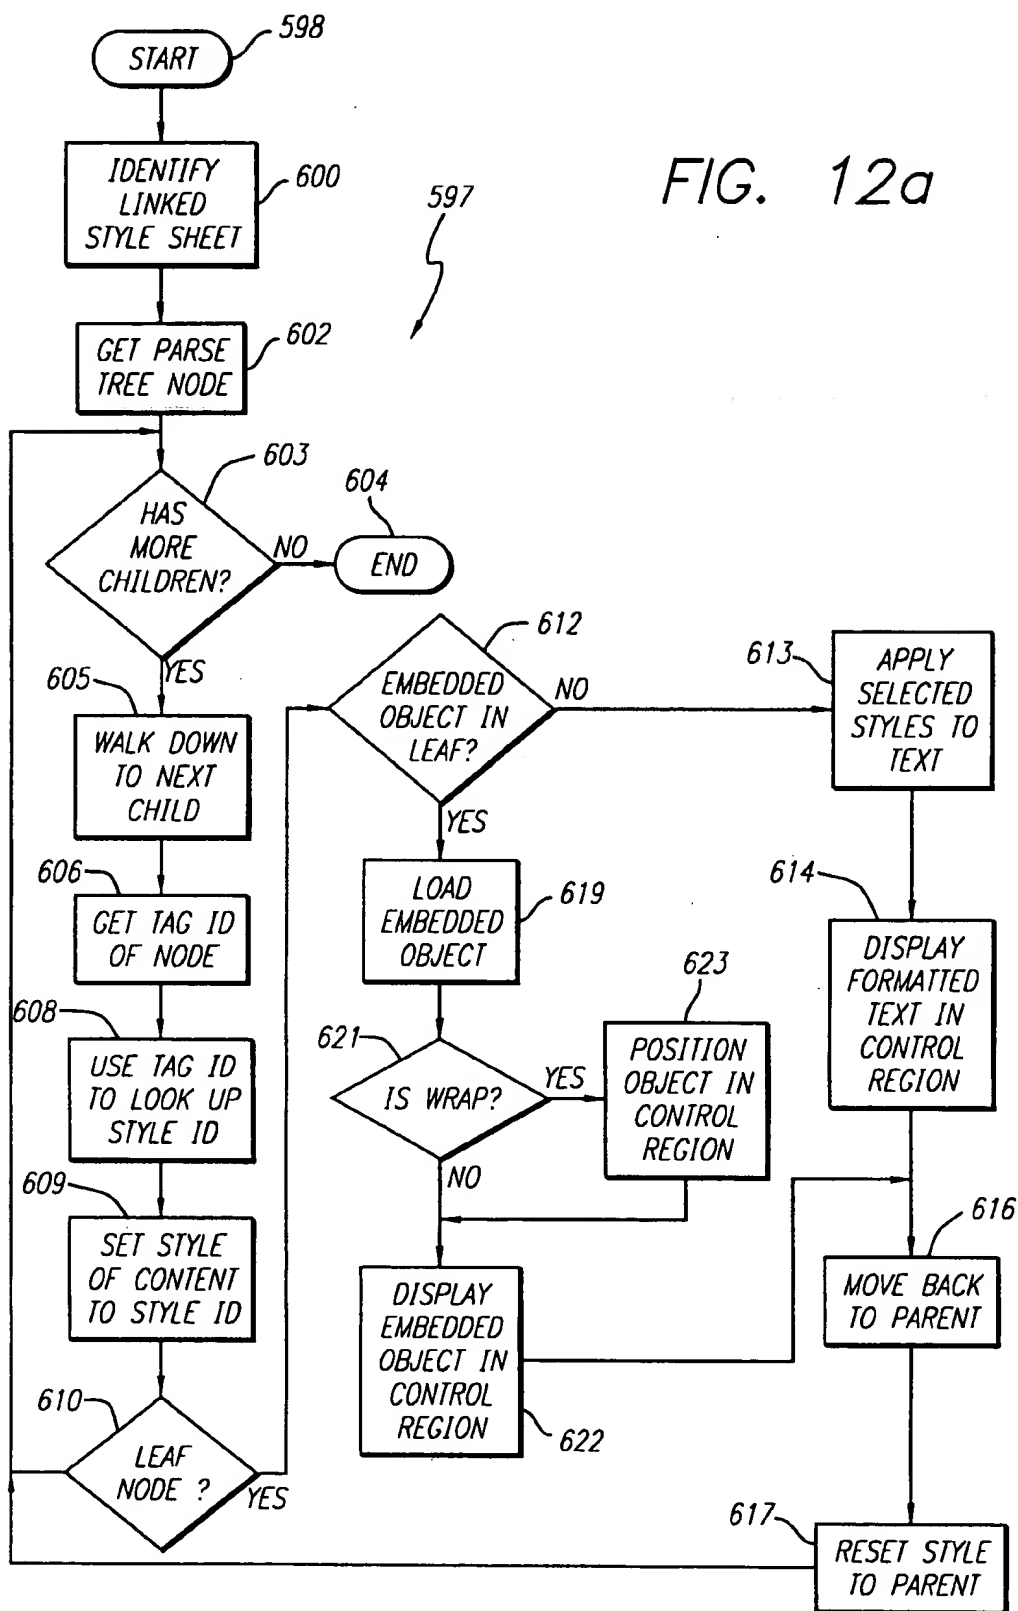 598
START
IDENTIFY
LINKED
STYLE SHEET
600
FIG. 12a
597
GET PARSE
TREE NODE
602
603
HAS
MORE
CHILDREN?
NO
604
END
YES
605
WALK DOWN
TO NEXT
CHILD
606
GET TAG ID
OF NODE
608
USE TAG ID
TO LOOK UP
STYLE ID
609
SET STYLE
OF CONTENT
TO STYLE ID
610
LEAF
NODE ?
YES
612
EMBEDDED
OBJECT IN
LEAF?
NO
YES
LOAD
EMBEDDED
OBJECT
619
621
IS WRAP?
YES
NO
623
POSITION
OBJECT IN
CONTROL
REGION
DISPLAY
EMBEDDED
OBJECT IN
CONTROL
REGION
622
613
APPLY
SELECTED
STYLES TO
TEXT
614
DISPLAY
FORMATTED
TEXT IN
CONTROL
REGION
616
MOVE BACK
TO PARENT
617
RESET STYLE
TO PARENT